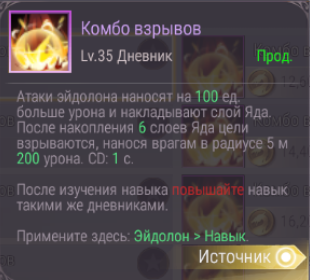 Комбо взрывов
Lv.35 Дневник
Прод.
Атаки эйдолона наносят на 100 ед.
больше урона и накладывают слой Яда.
После накопления 6 слоев Яда цели
взрываются, нанося врагам в радиусе 5 м
200 урона. CD: 1 с.
После изучения навыка повышайте навык
такими же дневниками.
Примените здесь: Эйдолон > Навык.
Источник